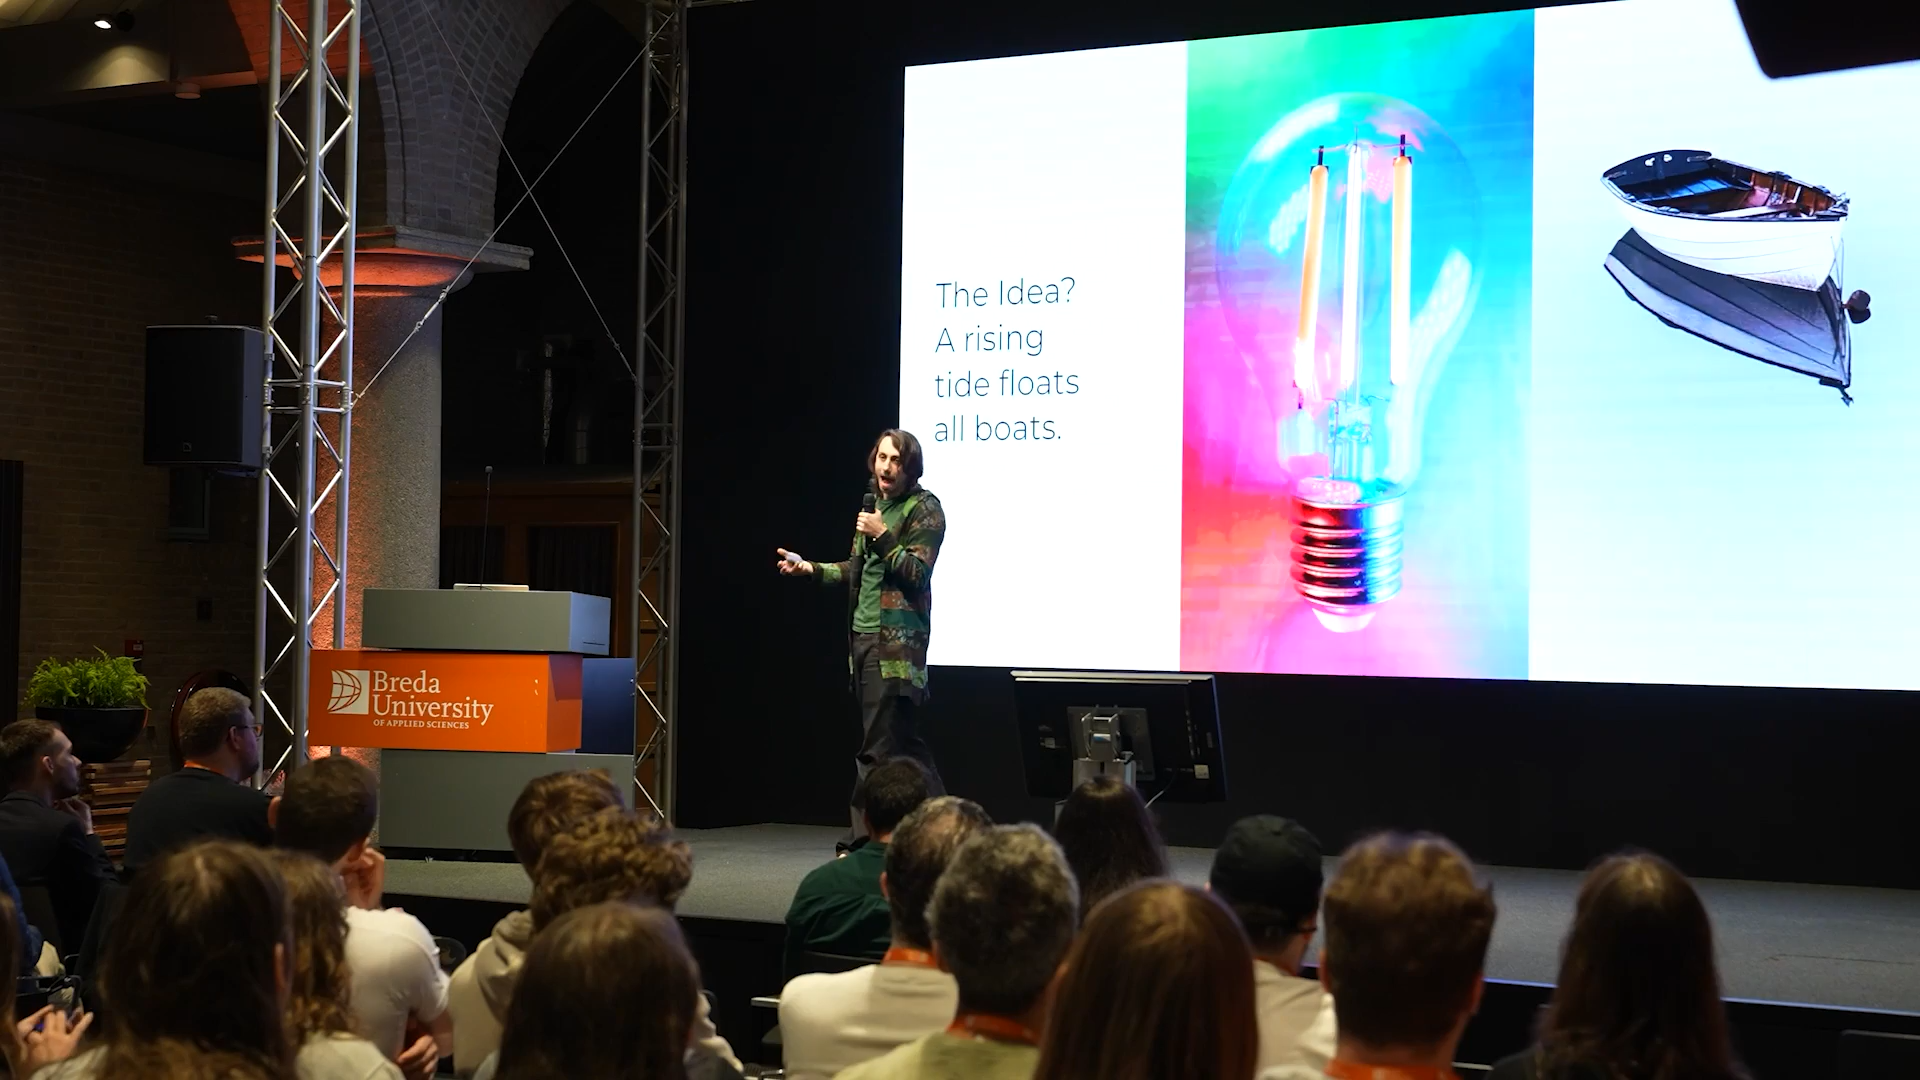 The Idea?
A rising
tide floats
all boats.
Breda
University
OF APPLIED SCIENCES